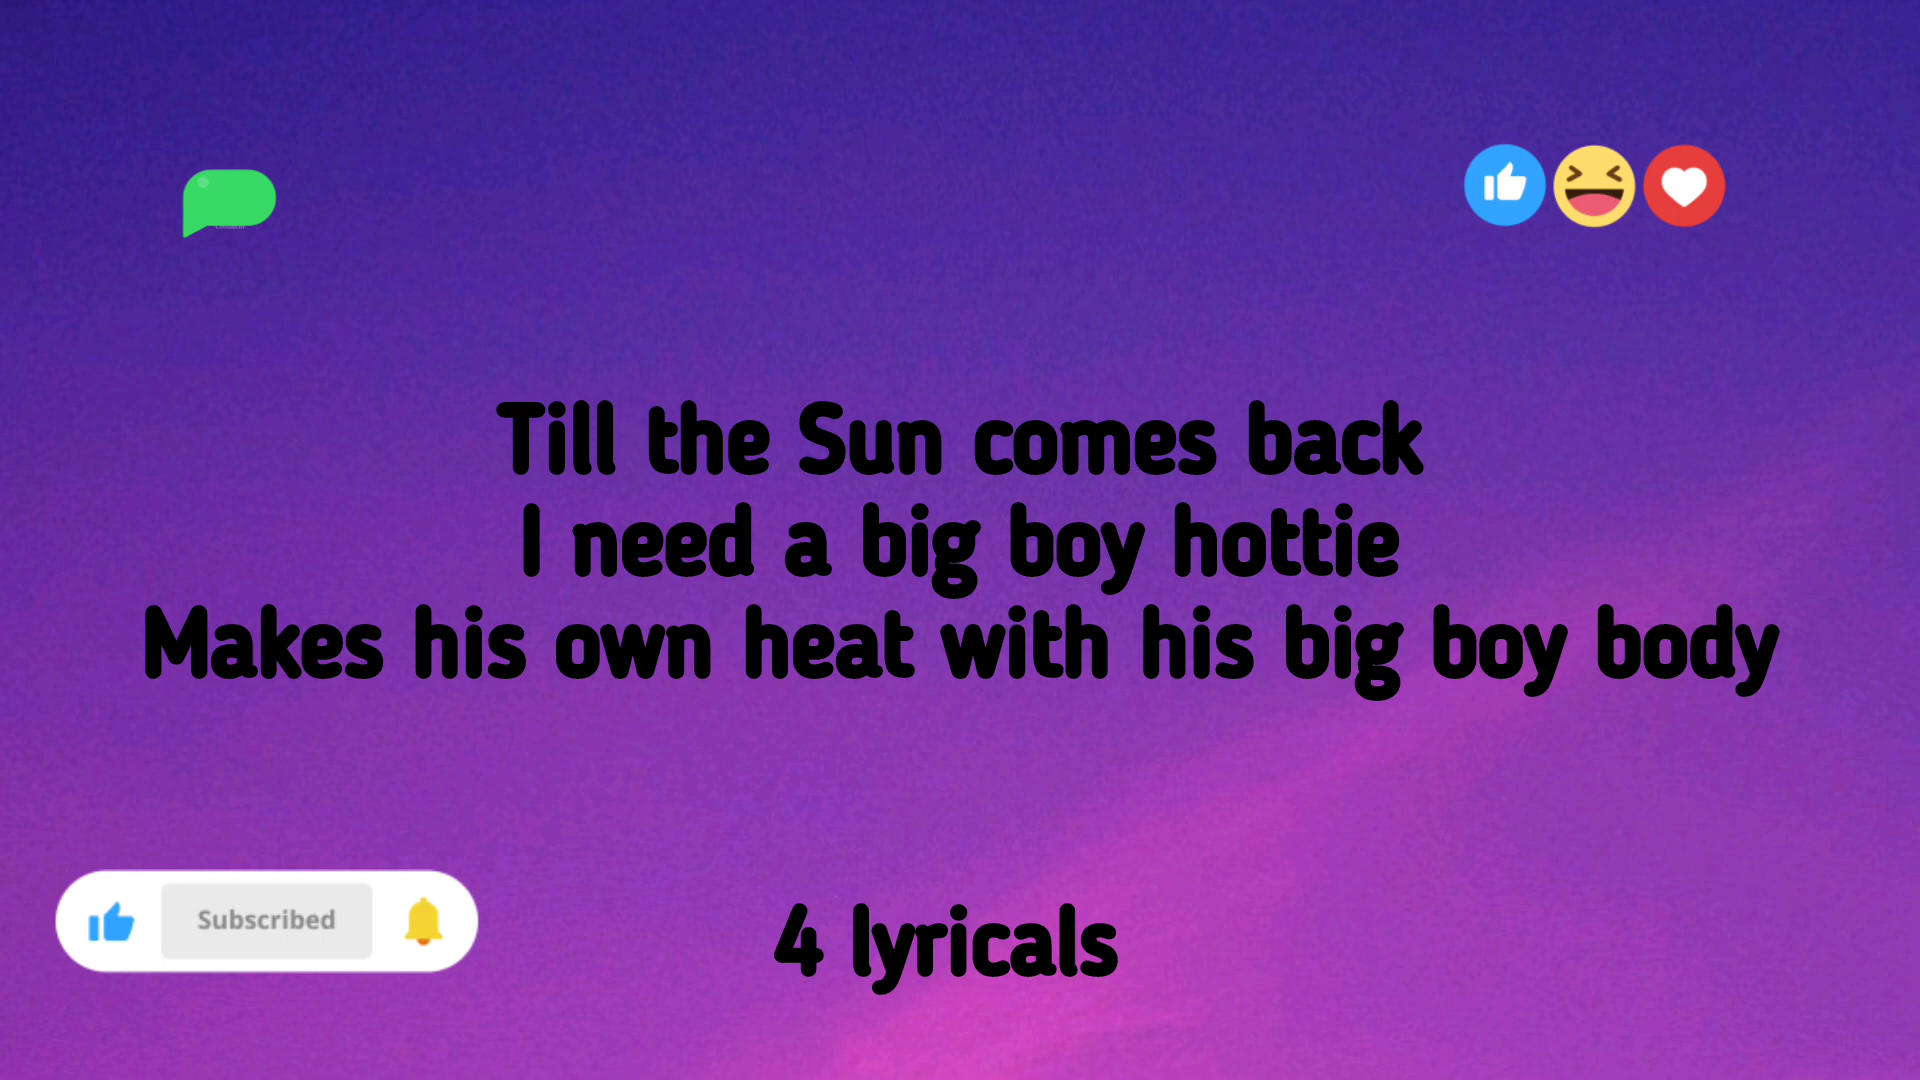 Till the Sun comes back
I need a big boy hottie
Makes his own heat with his big boy body
Subscribed
4 lyricals